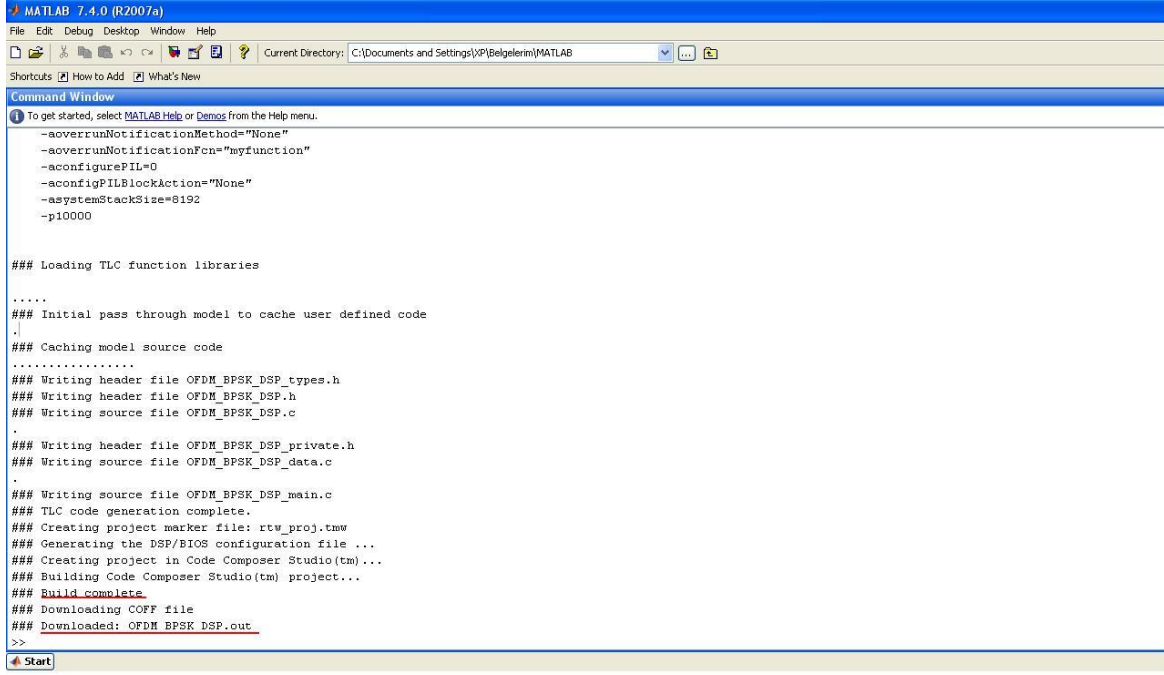 MATLAB 7.4.0 (R2007a)
File Edit Debug Desktop Window Help
Current Directory: C:\Documents and Settings\XP\Belgelerim\MATLAB
Shortcuts How to Add What's New
Command Window
To get started, select MATLAB Help or Demos from the Help menu.
-aoverrunNotificationMethod="None"
-aoverrunNotificationFcn="myfunction"
-aconfigurePIL=0
-aconfigPILBlockAction="None"
-asystemStackSize=8192
-p10000
### Loading TLC function libraries
.....
### Initial pass through model to cache user defined code
.
### Caching model source code
.................
### Writing header file OFDM_BPSK_DSP_types.h
### Writing header file OFDM_BPSK_DSP.h
### Writing source file OFDM_BPSK_DSP.c
.
### Writing header file OFDM_BPSK_DSP_private.h
### Writing source file OFDM_BPSK_DSP_data.c
.
### Writing source file OFDM_BPSK_DSP_main.c
### TLC code generation complete.
### Creating project marker file: rtw_proj.tmw
### Generating the DSP/BIOS configuration file ...
### Creating project in Code Composer Studio(tm)...
### Building Code Composer Studio(tm) project...
### Build complete
### Downloading COFF file
### Downloaded: OFDM_BPSK_DSP.out
>>
Start